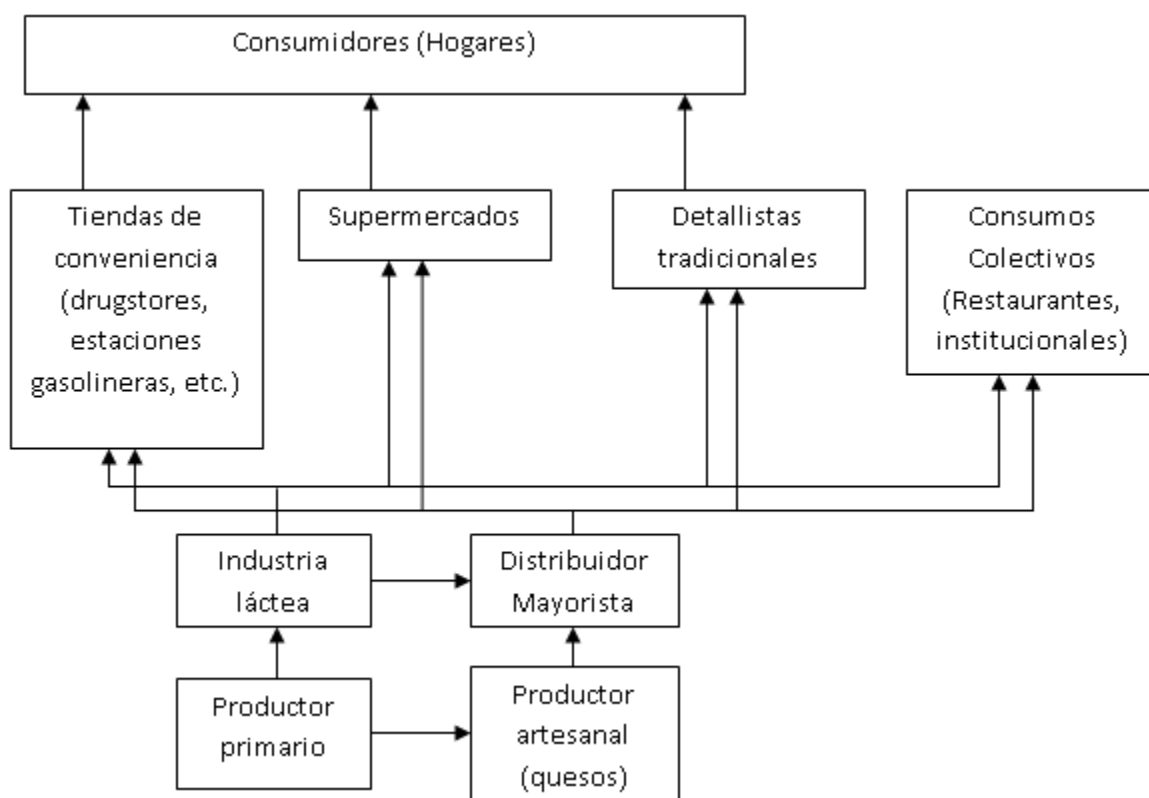 Consumidores (Hogares)
Tiendas de
conveniencia
(drugstores,
estaciones
gasolineras, etc.)
Supermercados
Detallistas
tradicionales
Consumos
Colectivos
(Restaurantes,
institucionales)
Industria
láctea
Distribuidor
Mayorista
Productor
primario
Productor
artesanal
(quesos)